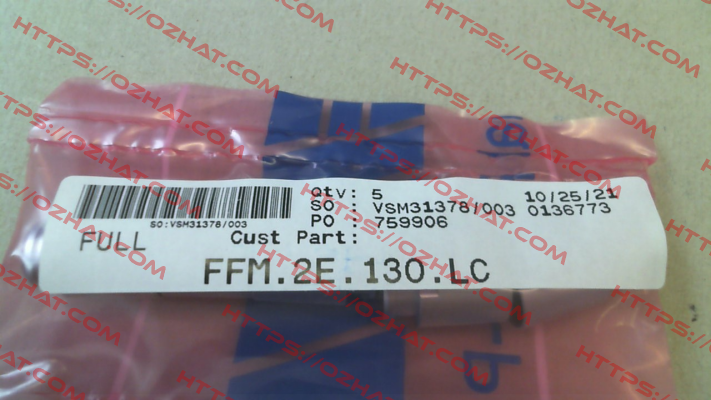 Qty: 5 10/25/21
SO : VSM31378/003 0136773
PO : 759906
SO:VSM31378/003
FULL Cust Part:
FFM.2E.130.LC
HTTPS://OZHAT.COM